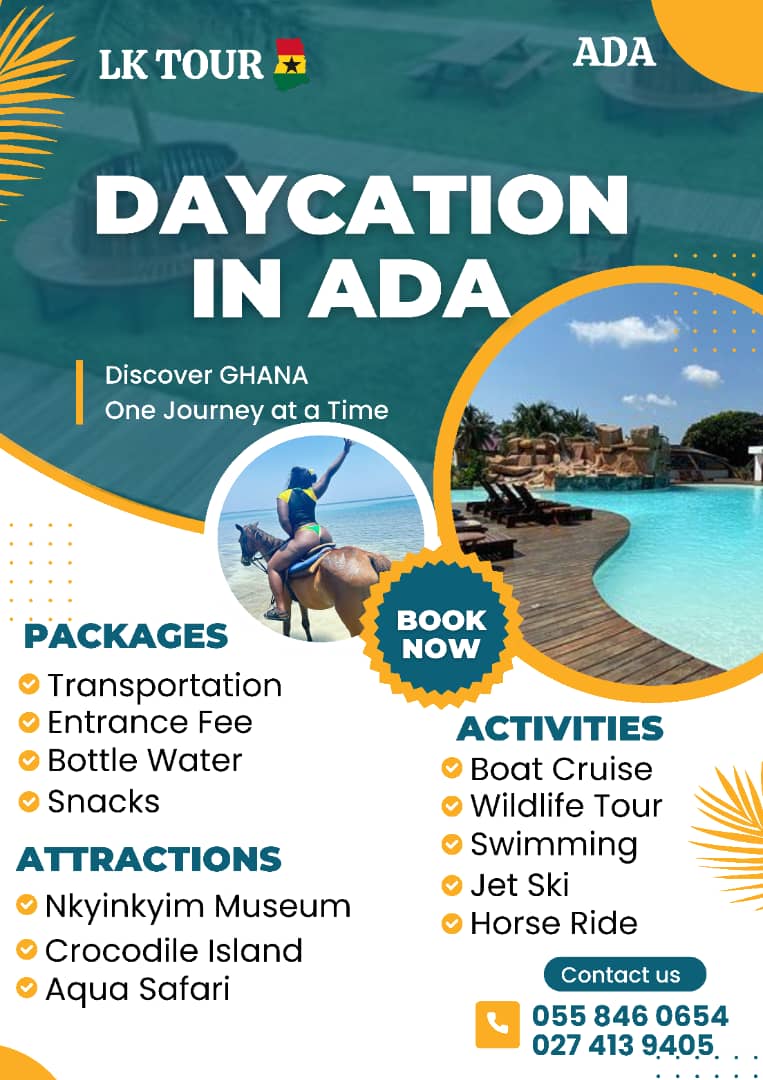 LK TOUR
ADA
DAYCATION
IN ADA
Discover GHANA
One Journey at a Time
BOOK
NOW
PACKAGES
Transportation
Entrance Fee
Bottle Water
Snacks
ATTRACTIONS
Nkyinkyim Museum
Crocodile Island
Aqua Safari
ACTIVITIES
Boat Cruise
Wildlife Tour
Swimming
Jet Ski
Horse Ride
Contact us
055 846 0654
027 413 9405